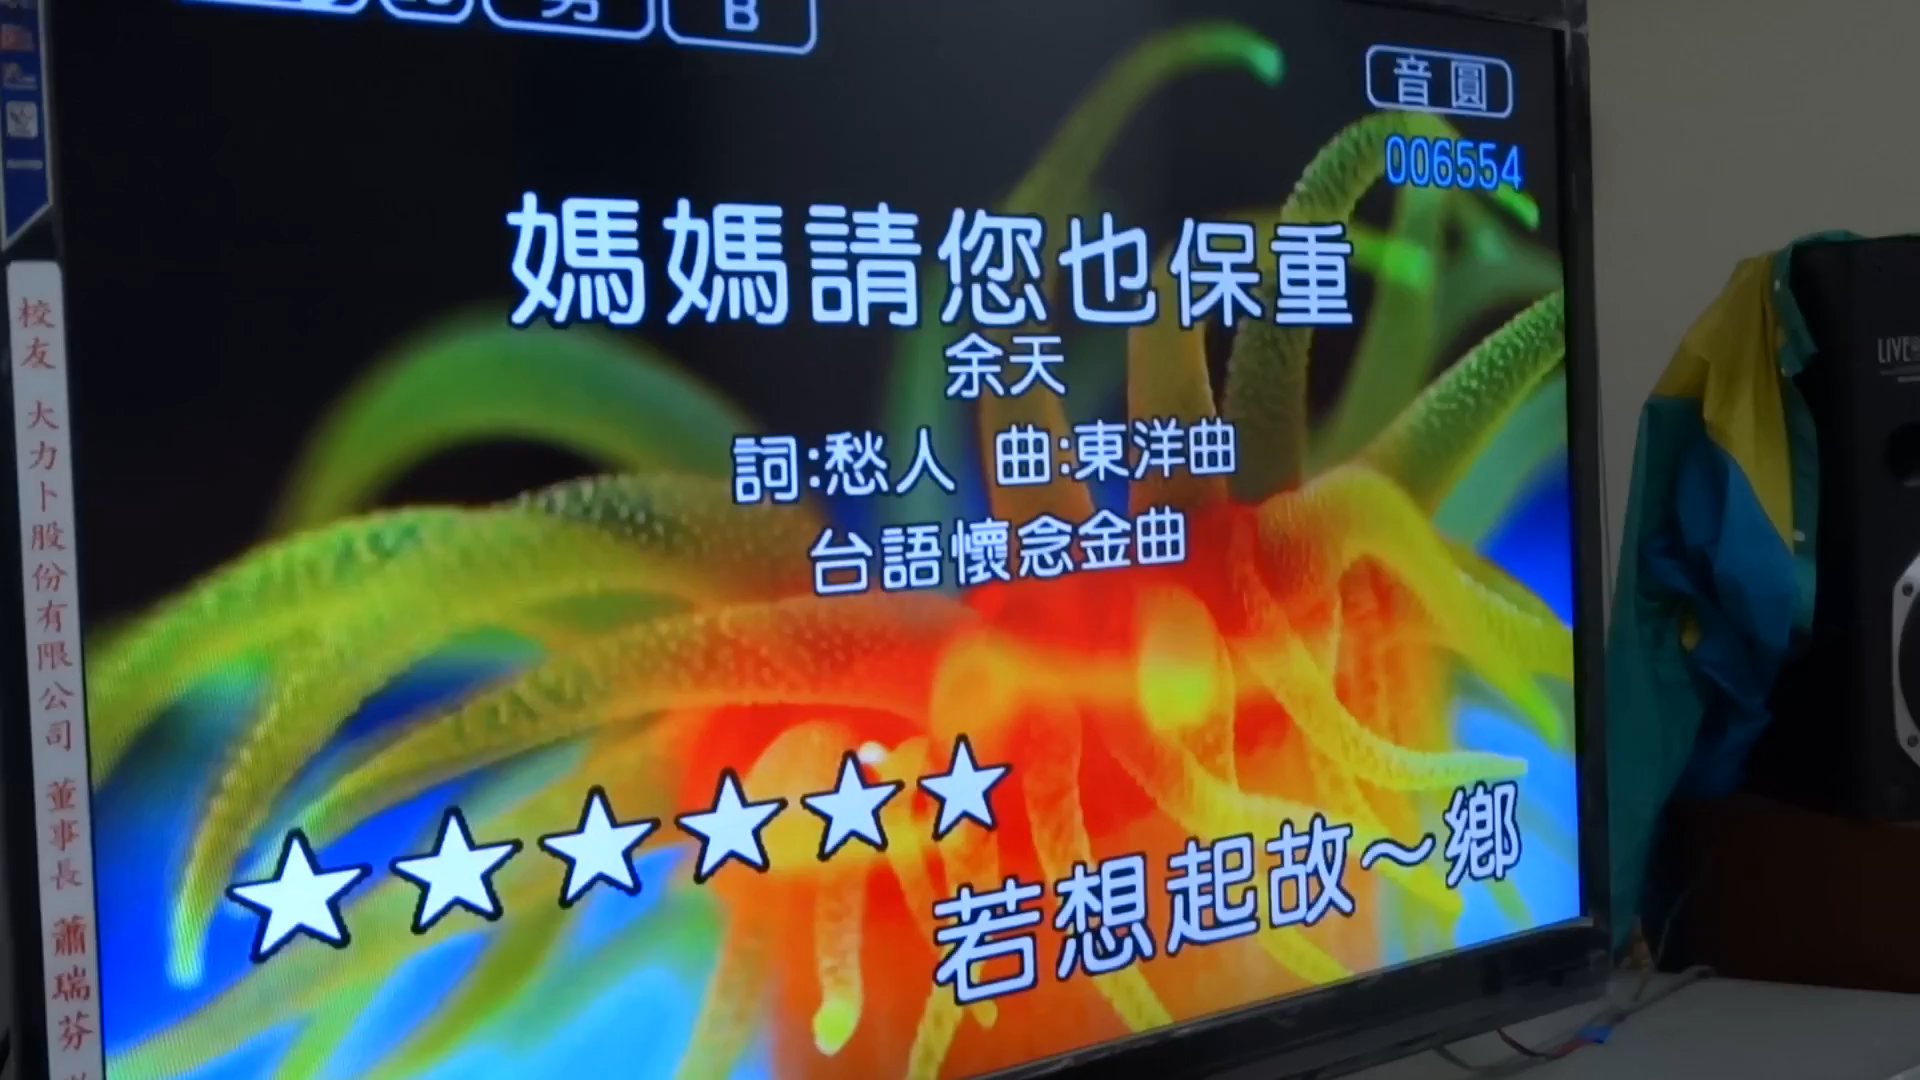 男
B
音圓
006554
媽媽請您也保重
余天
詞:愁人 曲:東洋曲
台語懷念金曲
★★★★★★
若想起故～鄉
校友 大力卜股份有限公司 董事長 蕭瑞芬
LIVE